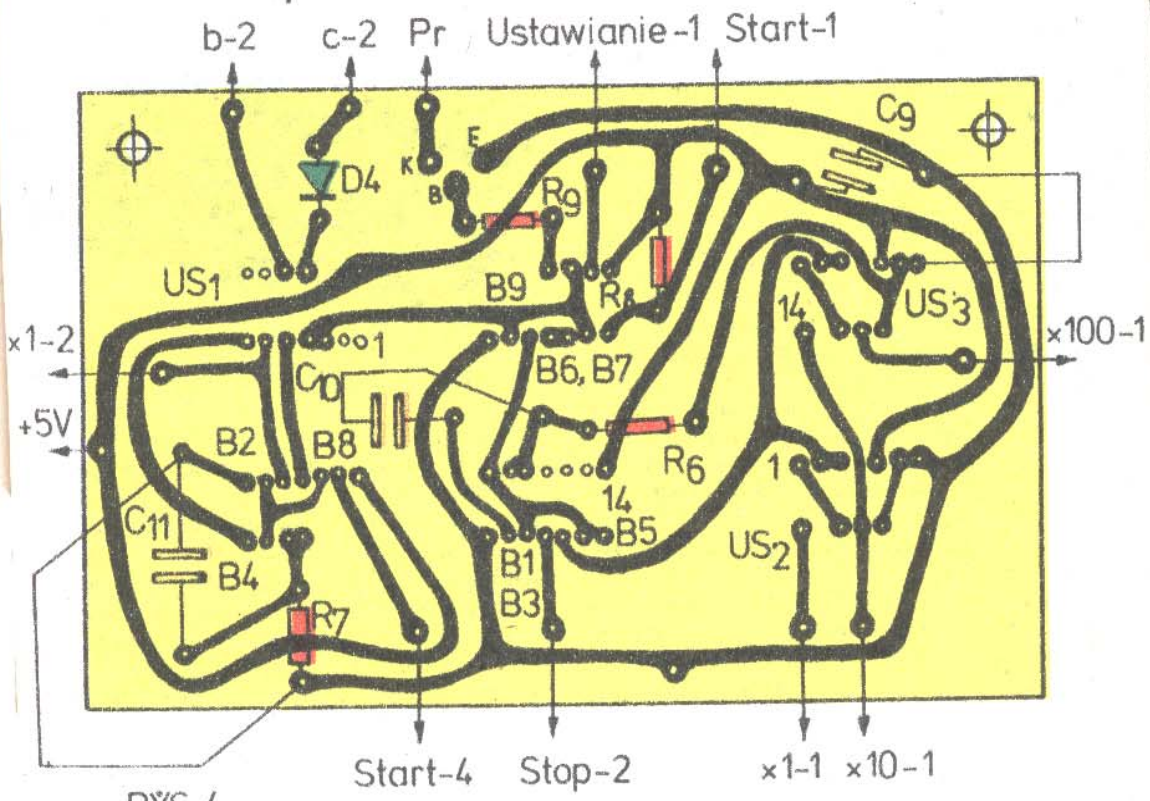 b-2 c-2 Pr Ustawianie-1 Start-1
C9
E
K
D4
B
R9
US1
B9
R8
US3
14
x1-2
1
x100-1
B6, B7
C10
+5V
B2
B8
R6
1
14
C11
B5
US2
B1
B4
B3
R7
Start-4 Stop-2 x1-1 x10-1